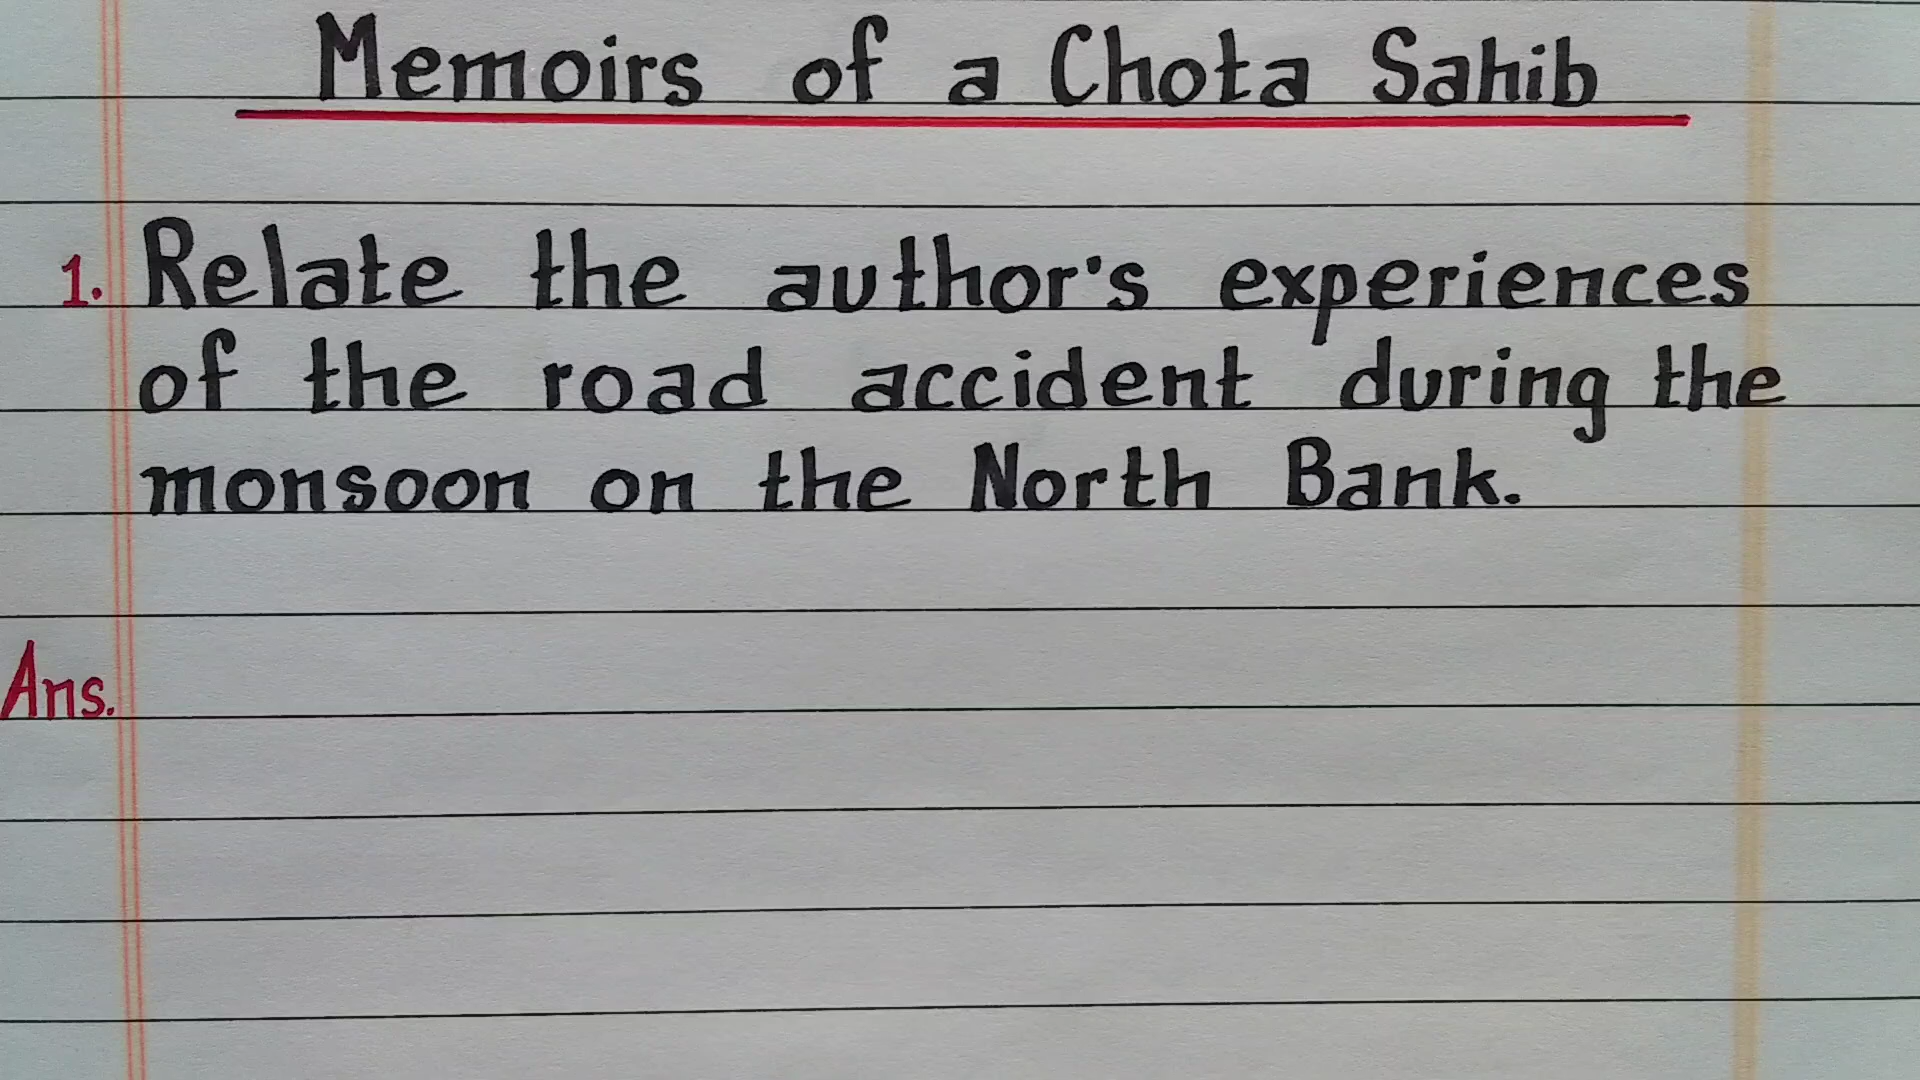 Memoirs of a Chota Sahib
1. Relate the author's experiences
of the road accident during the
monsoon on the North Bank.
Ans.